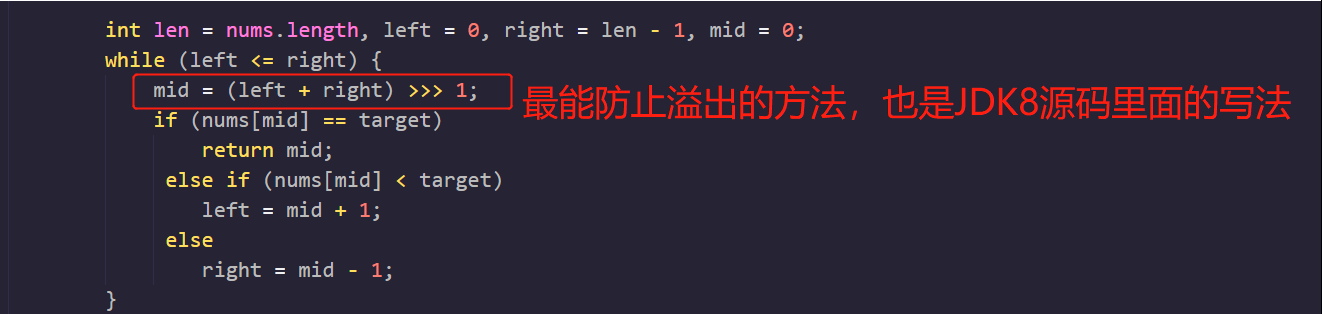 int len = nums.length, left = 0, right = len - 1, mid = 0;
while (left <= right) {
mid = (left + right) >>> 1;
最能防止溢出的方法，也是JDK8源码里面的写法
if (nums[mid] == target)
return mid;
else if (nums[mid] < target)
left = mid + 1;
else
right = mid - 1;
}